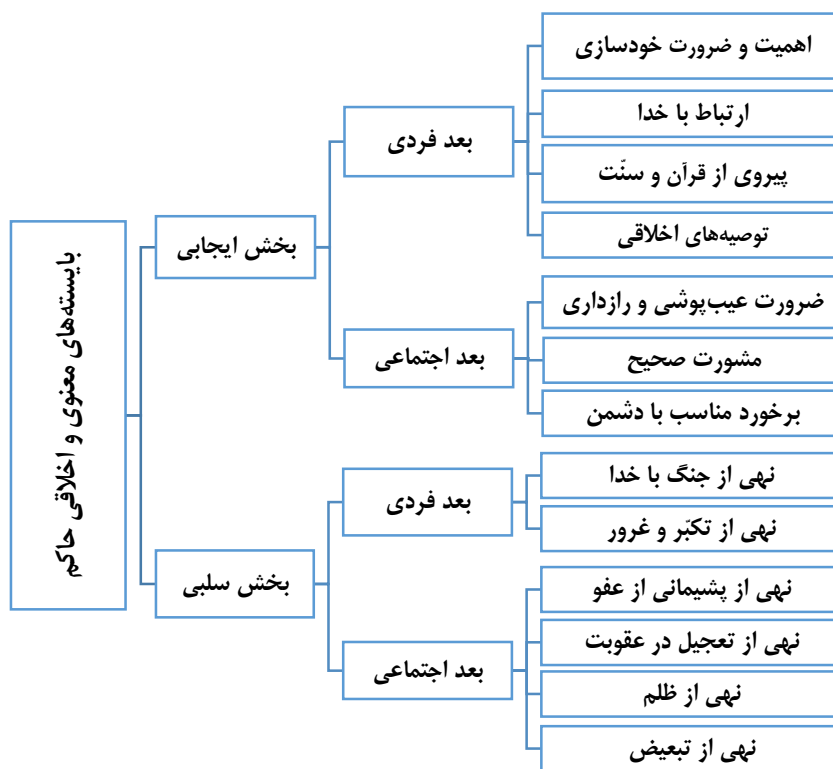 بایسته‌های معنوی و اخلاقی حاکم
بخش ایجابی
بعد فردی
اهمیت و ضرورت خودسازی
ارتباط با خدا
پیروی از قرآن و سنّت
توصیه‌های اخلاقی
بعد اجتماعی
ضرورت عیب‌پوشی و رازداری
مشورت صحیح
برخورد مناسب با دشمن
بخش سلبی
بعد فردی
نهی از جنگ با خدا
نهی از تکبّر و غرور
بعد اجتماعی
نهی از پشیمانی از عفو
نهی از تعجیل در عقوبت
نهی از ظلم
نهی از تبعیض